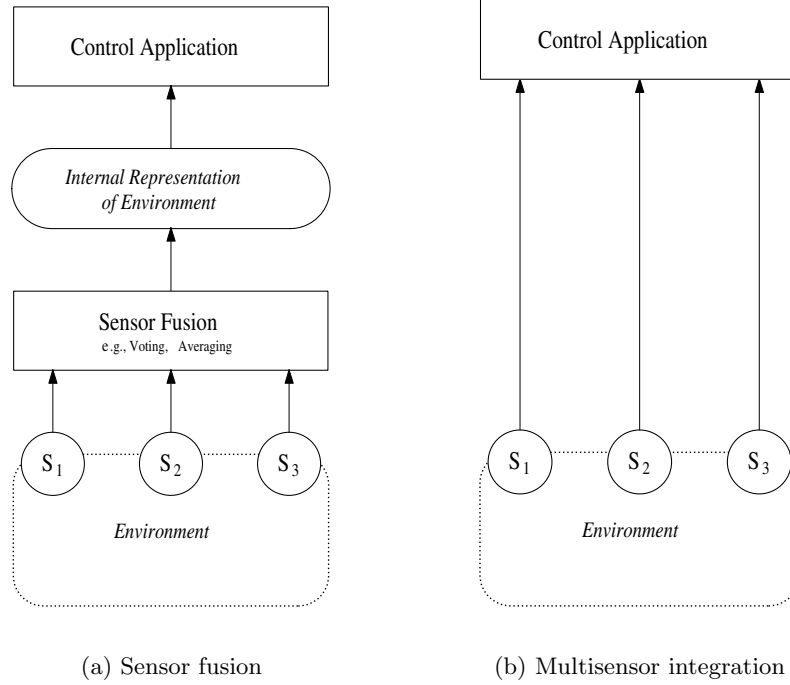 Control Application
Internal Representation
of Environment
Sensor Fusion
e.g., Voting, Averaging
S1
S2
S3
Environment
(a) Sensor fusion
Control Application
S1
S2
S3
Environment
(b) Multisensor integration